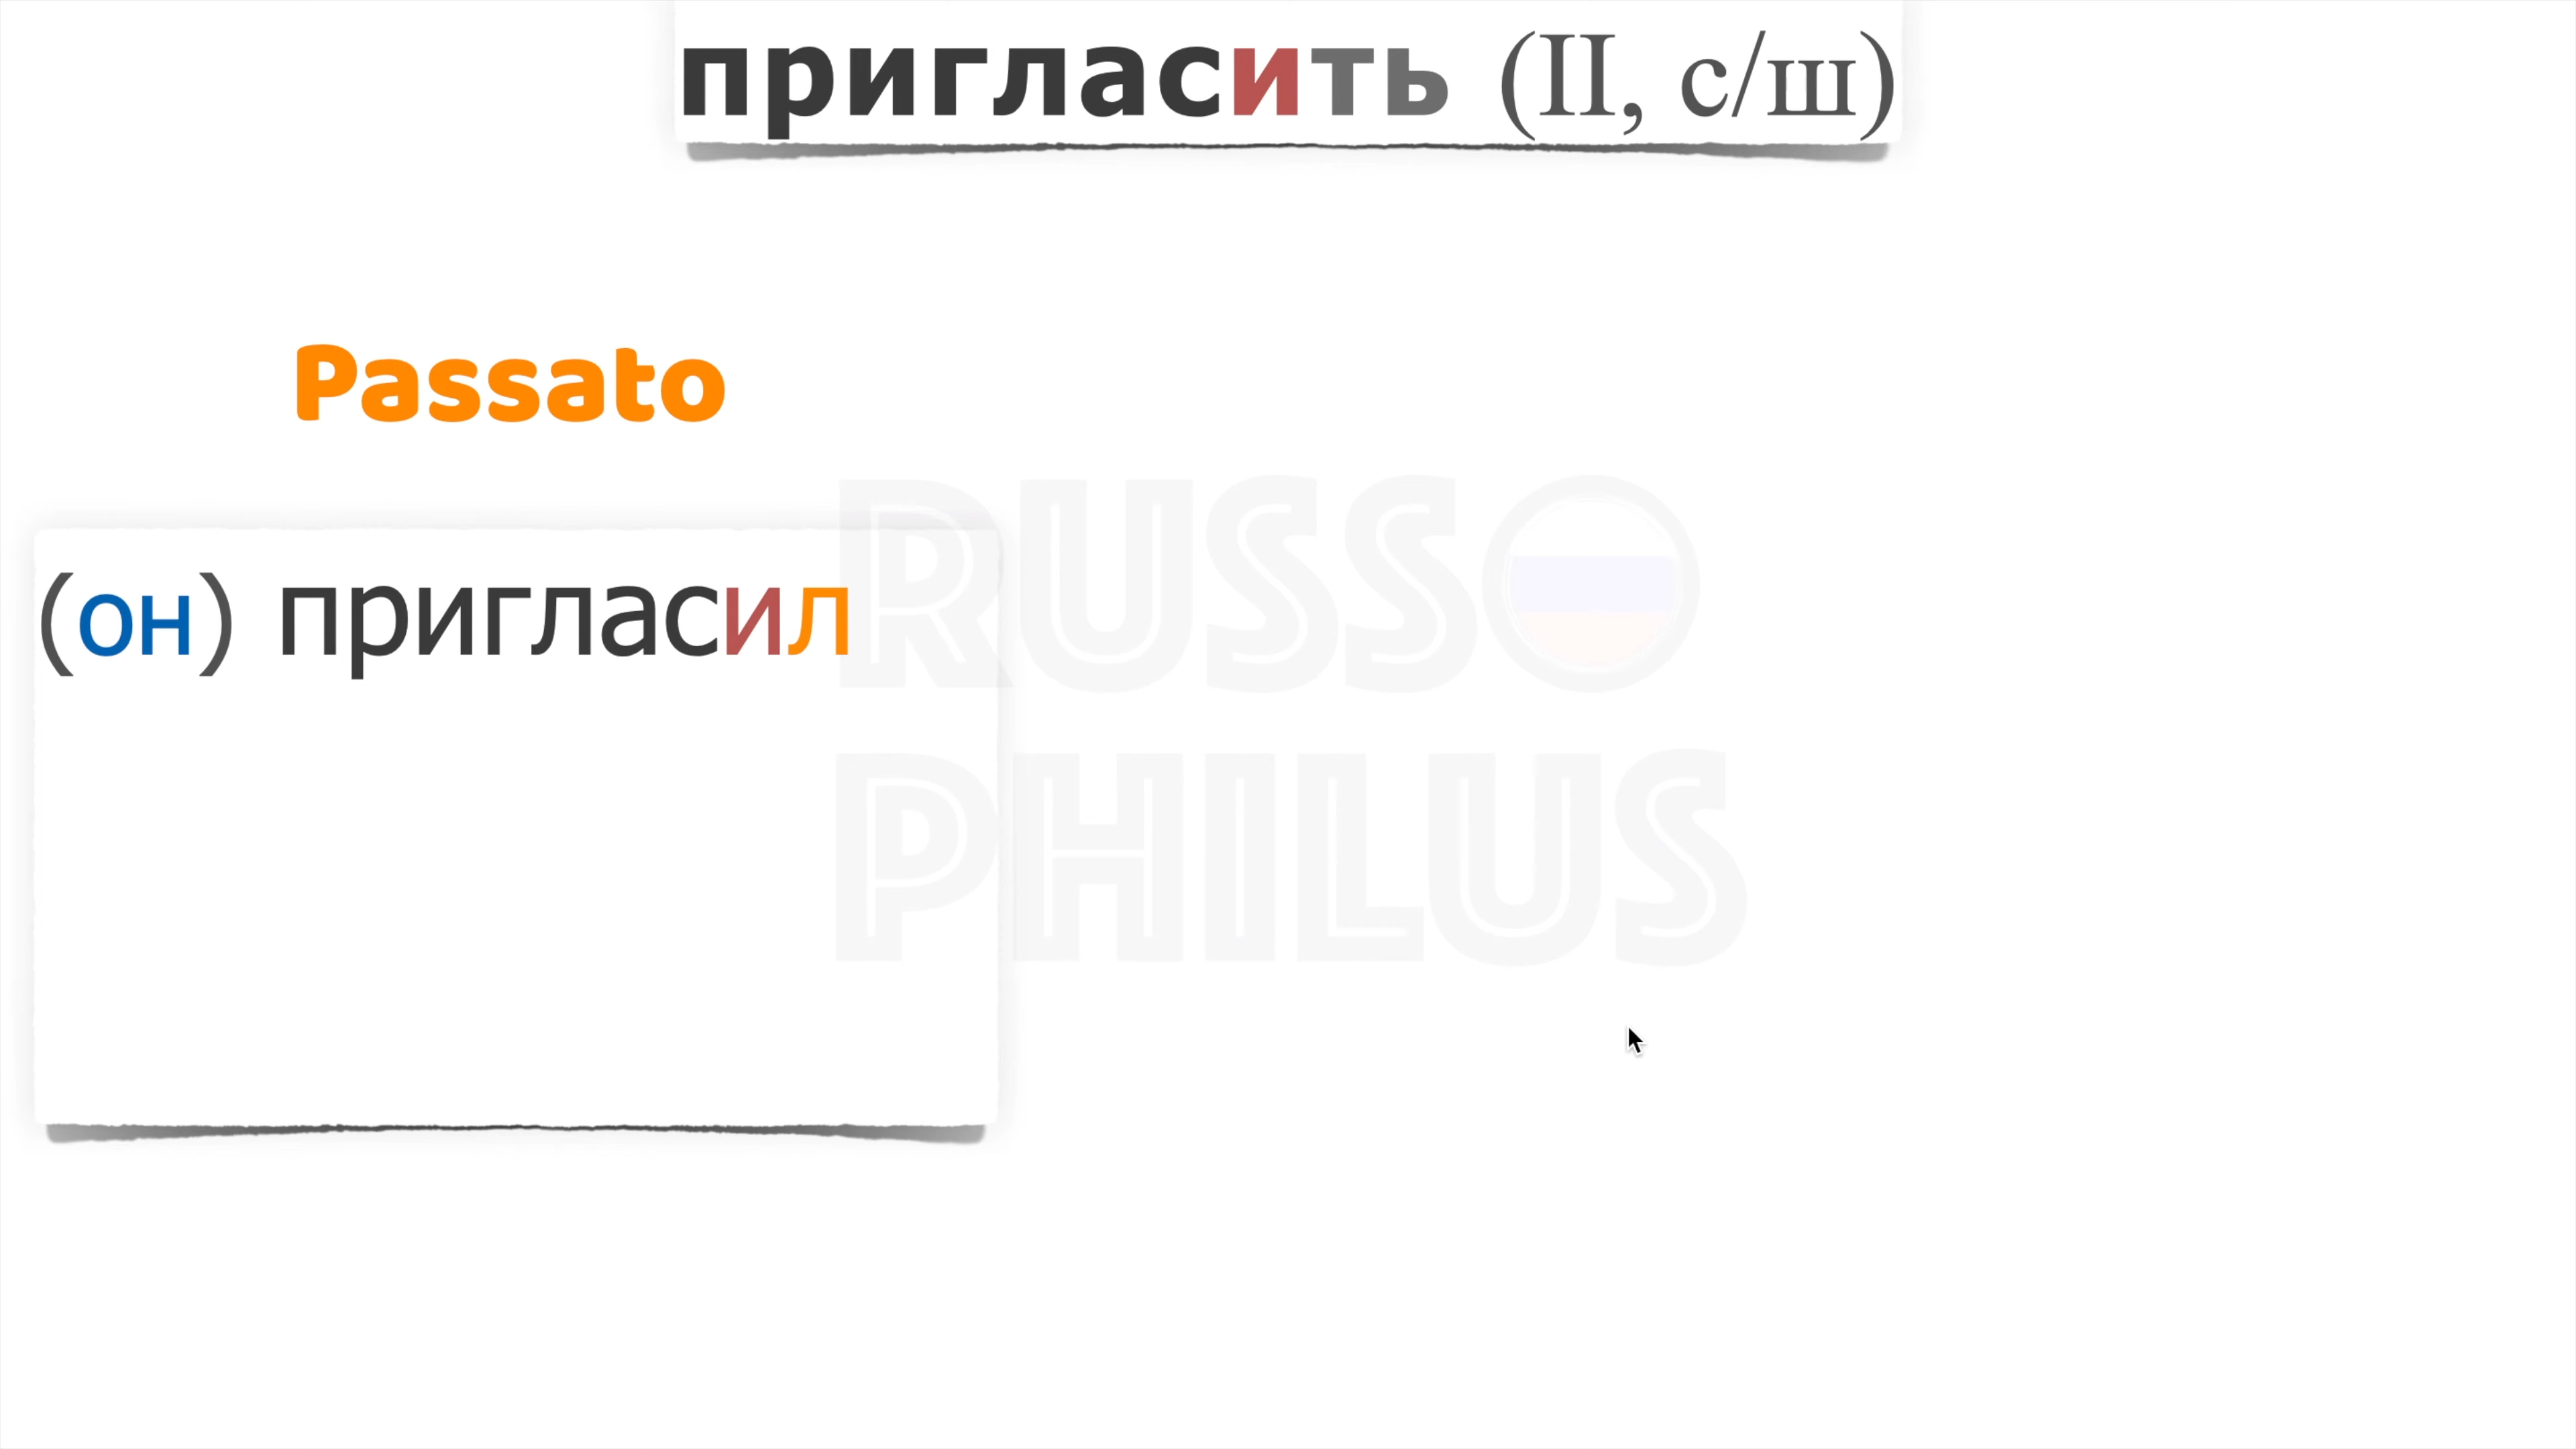 пригласить (II, с/ш)
Passato
(он) пригласил
RUSSO
PHILUS